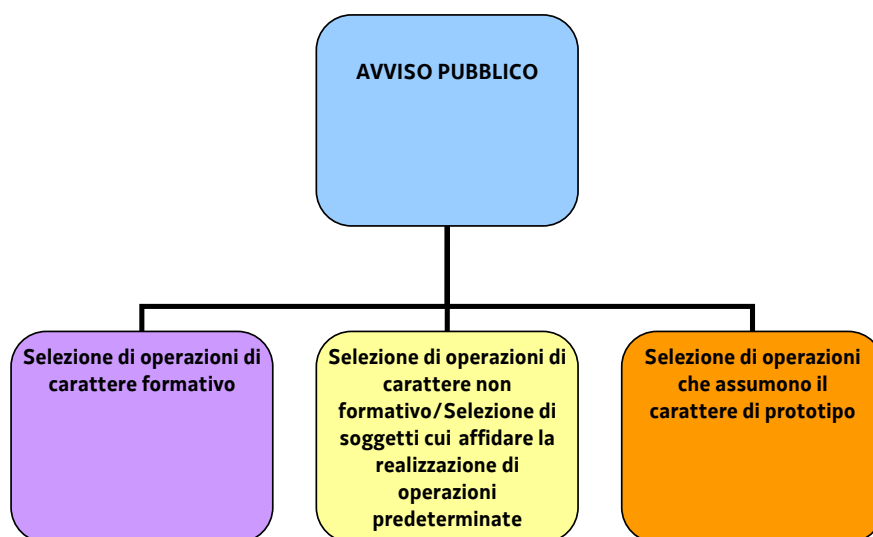 AVVISO PUBBLICO
Selezione di operazioni di
carattere formativo
Selezione di operazioni di
carattere non
formativo/Selezione di
soggetti cui affidare la
realizzazione di
operazioni
predeterminate
Selezione di operazioni
che assumono il
carattere di prototipo